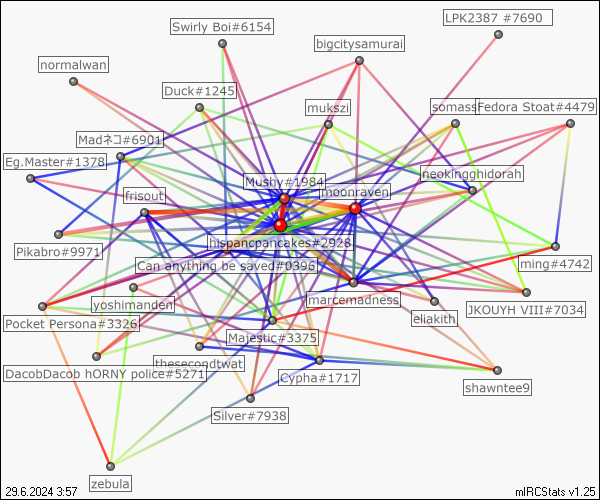 LPK2387 #7690
Swirly Boi#6154
bigcitysamurai
normalwan
Duck#1245
mukszi
somass
Fedora Stoat#4479
Madネコ#6901
Eg.Master#1378
neokingghidorah
Mushy#1984
moonraven
frisout
hispancpancakes#2928
Pikabro#9971
ming#4742
Can anything be saved#0398
marcemadness
yoshimanden
JKOUYH VIII#7034
eliakith
Pocket Persona#3326
Majestic#3375
thesecondtwat
DacobDacob hORNY police#5271
Cypha#1717
shawntee9
Silver#7938
zebula
29.6.2024 3:57
mIRCStats v1.25